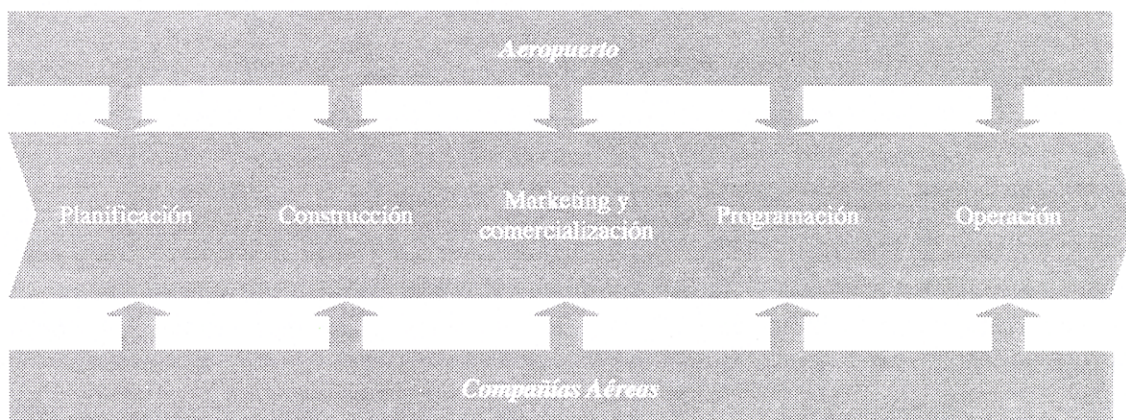 Aeropuerto
Planificación
Construcción
Marketing y
comercialización
Programación
Operación
Compañías Aéreas